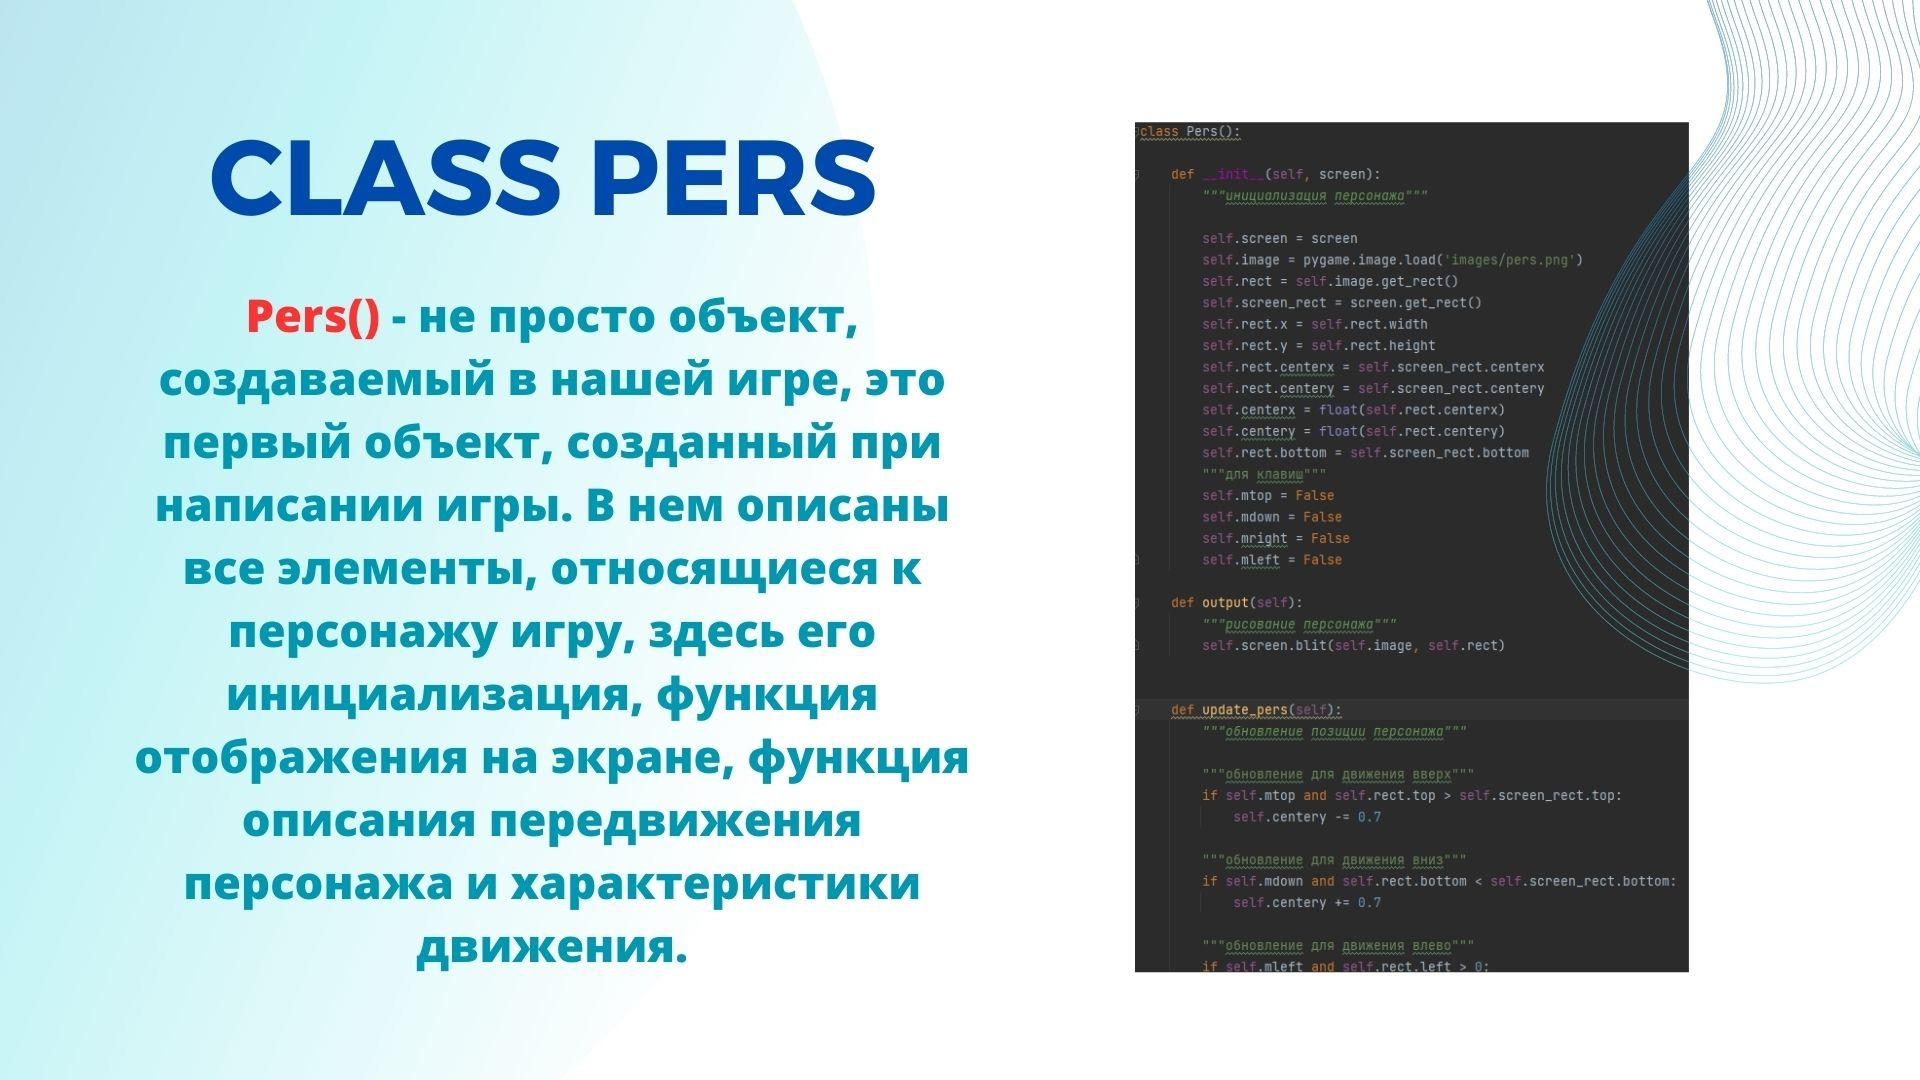 CLASS PERS
Pers() - не просто объект,
создаваемый в нашей игре, это
первый объект, созданный при
написании игры. В нем описаны
все элементы, относящиеся к
персонажу игру, здесь его
инициализация, функция
отображения на экране, функция
описания передвижения
персонажа и характеристики
движения.
class Pers():
def __init__(self, screen):
"""инициализация персонажа"""
self.screen = screen
self.image = pygame.image.load('images/pers.png')
self.rect = self.image.get_rect()
self.screen_rect = screen.get_rect()
self.rect.x = self.rect.width
self.rect.y = self.rect.height
self.rect.centerx = self.screen_rect.centerx
self.rect.centery = self.screen_rect.centery
self.centerx = float(self.rect.centerx)
self.centery = float(self.rect.centery)
self.rect.bottom = self.screen_rect.bottom
"""для клавиш"""
self.mtop = False
self.mdown = False
self.mright = False
self.mleft = False
def output(self):
"""рисование персонажа"""
self.screen.blit(self.image, self.rect)
def update_pers(self):
"""обновление позиции персонажа"""
"""обновление для движения вверх"""
if self.mtop and self.rect.top > self.screen_rect.top:
self.centery -= 0.7
"""обновление для движения вниз"""
if self.mdown and self.rect.bottom < self.screen_rect.bottom:
self.centery += 0.7
"""обновление для движения влево"""
if self.mleft and self.rect.left > 0: